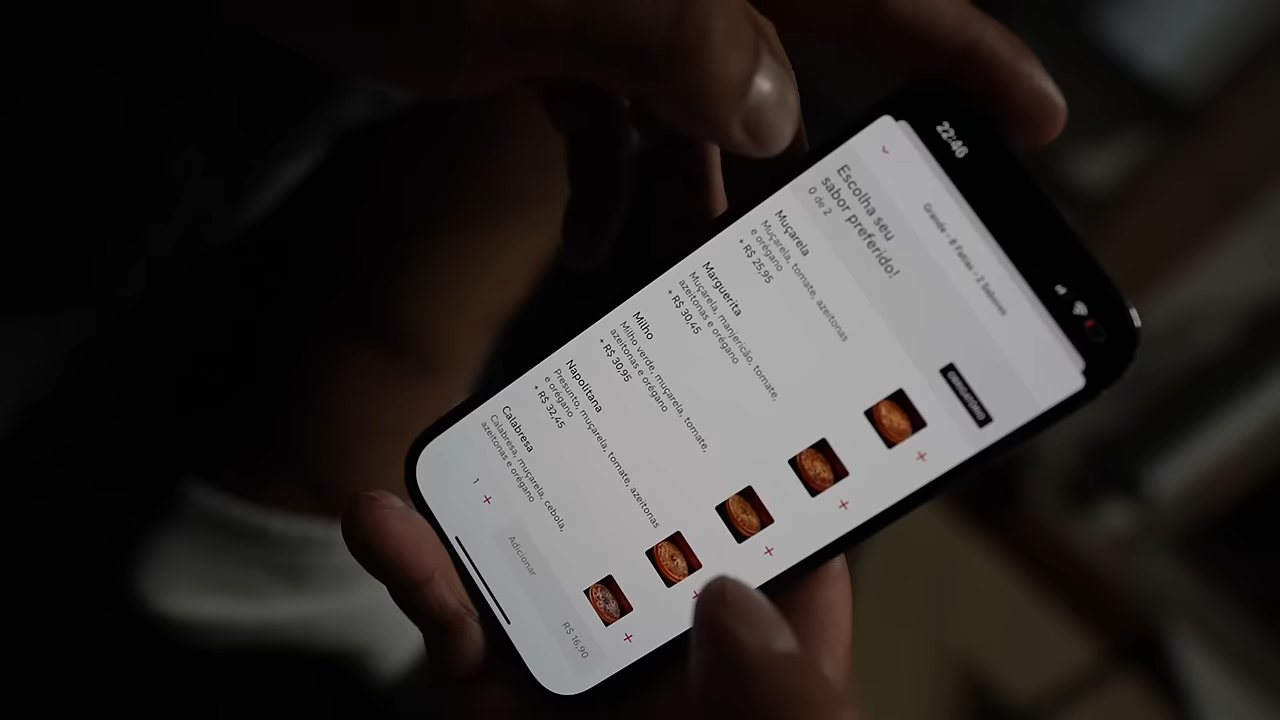 22:46
Grande - 8 Fatias - 2 Sabores
Escolha seu
sabor preferido!
0 de 2
OBRIGATÓRIO
Muçarela
Muçarela, tomate, azeitonas
e orégano
+ R$ 25,95
Marguerita
Muçarela, manjericão, tomate,
azeitonas e orégano
+ R$ 30,45
Milho
Milho verde, muçarela, tomate,
azeitonas e orégano
+ R$ 30,95
Napolitana
Presunto, muçarela, tomate, azeitonas
e orégano
+ R$ 32,45
Calabresa
Calabresa, muçarela, cebola,
azeitonas e orégano
1 +
Adicionar
R$ 16,90